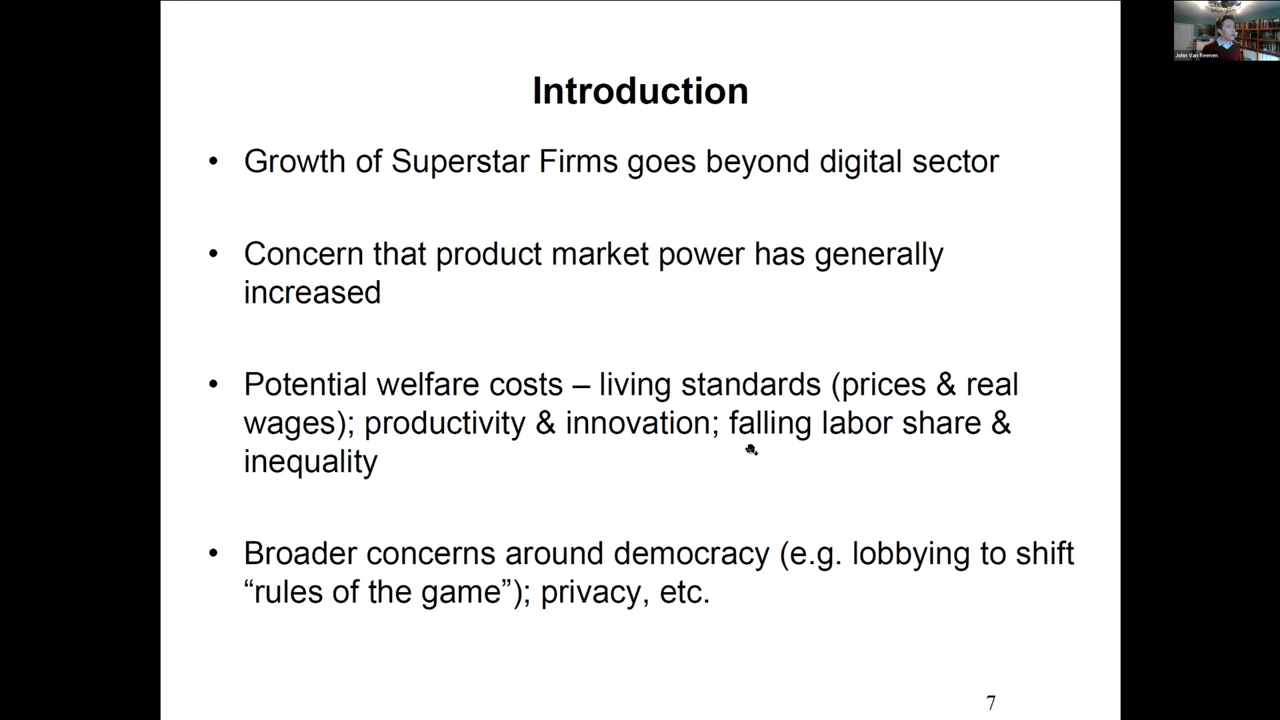 John Van Reenen
Introduction
• Growth of Superstar Firms goes beyond digital sector
• Concern that product market power has generally
increased
• Potential welfare costs – living standards (prices & real
wages); productivity & innovation; falling labor share &
inequality
• Broader concerns around democracy (e.g. lobbying to shift
“rules of the game”); privacy, etc.
7